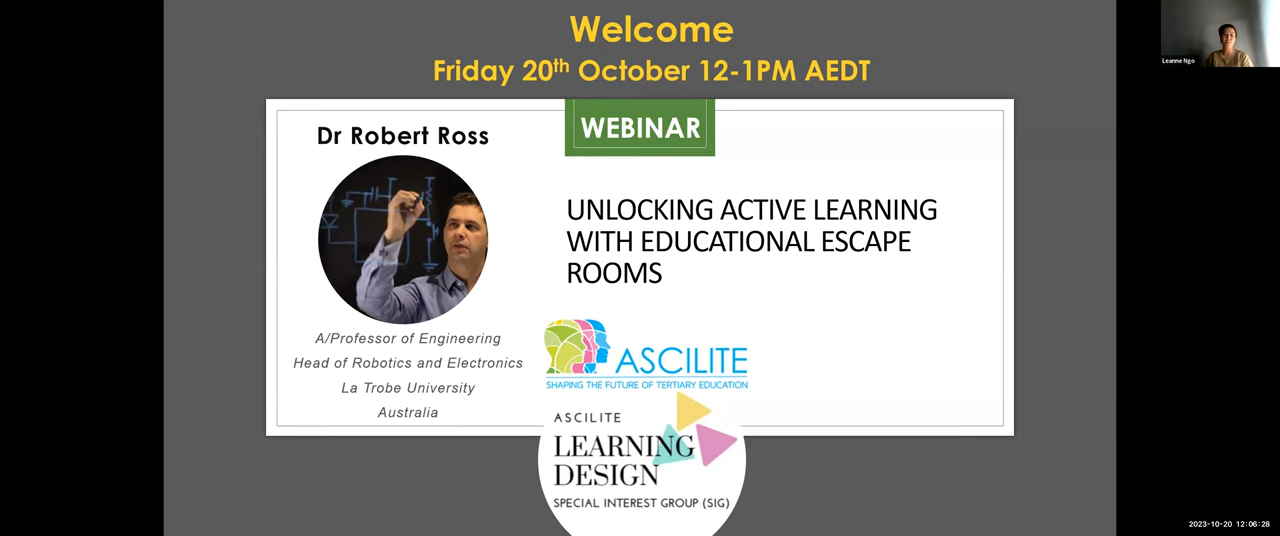 Welcome
Friday 20th October 12-1PM AEDT
Dr Robert Ross
WEBINAR
UNLOCKING ACTIVE LEARNING
WITH EDUCATIONAL ESCAPE
ROOMS
A/Professor of Engineering
Head of Robotics and Electronics
La Trobe University
Australia
ASCILITE
SHAPING THE FUTURE OF TERTIARY EDUCATION
ASCILITE
LEARNING
DESIGN
SPECIAL INTEREST GROUP (SIG)
Leanne Ngo
2023-10-20 12:06:28